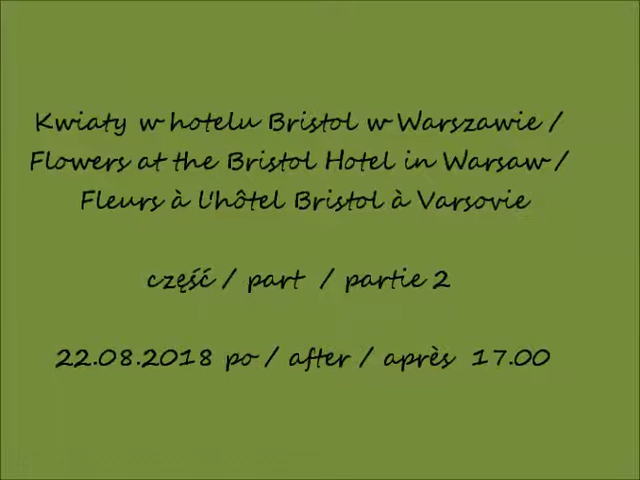 Kwiaty w hotelu Bristol w Warszawie /
Flowers at the Bristol Hotel in Warsaw /
Fleurs à l'hôtel Bristol à Varsovie
część / part / partie 2
22.08.2018 po / after / après 17.00